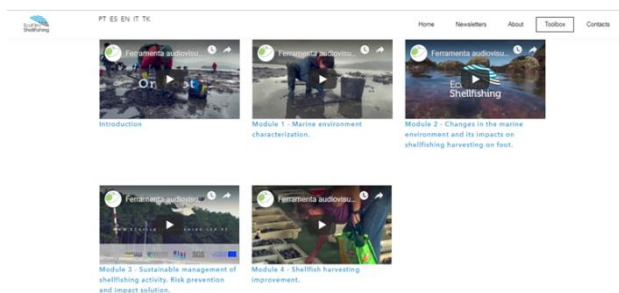 PT ES EN IT TK
Home Newsletters About Toolbox Contacts
Shellfishing
Ferramenta audiovisu...
Ferramenta audiovisu...
Ferramenta audiovisu...
Shellfishing
Introduction
Module 1 - Marine environment
characterization.
Module 2 - Changes in the marine
environment and its impacts on
shellfishing harvesting on foot.
Ferramenta audiovisu...
Ferramenta audiovisu...
Module 3 - Sustainable management of
shellfishing activity. Risk prevention
and impact solution.
Module 4 - Shellfish harvesting
improvement.